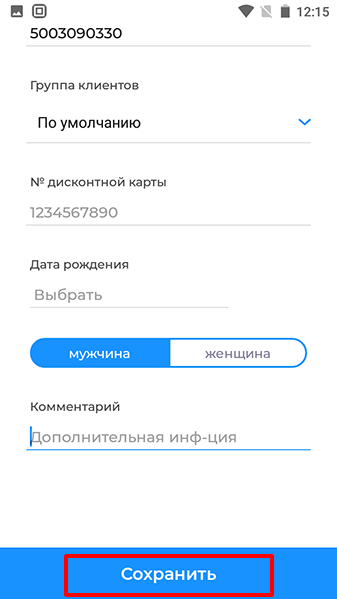 12:15
5003090330
Группа клиентов
По умолчанию
№ дисконтной карты
1234567890
Дата рождения
Выбрать
мужчина женщина
Комментарий
Дополнительная инф-ция
Сохранить